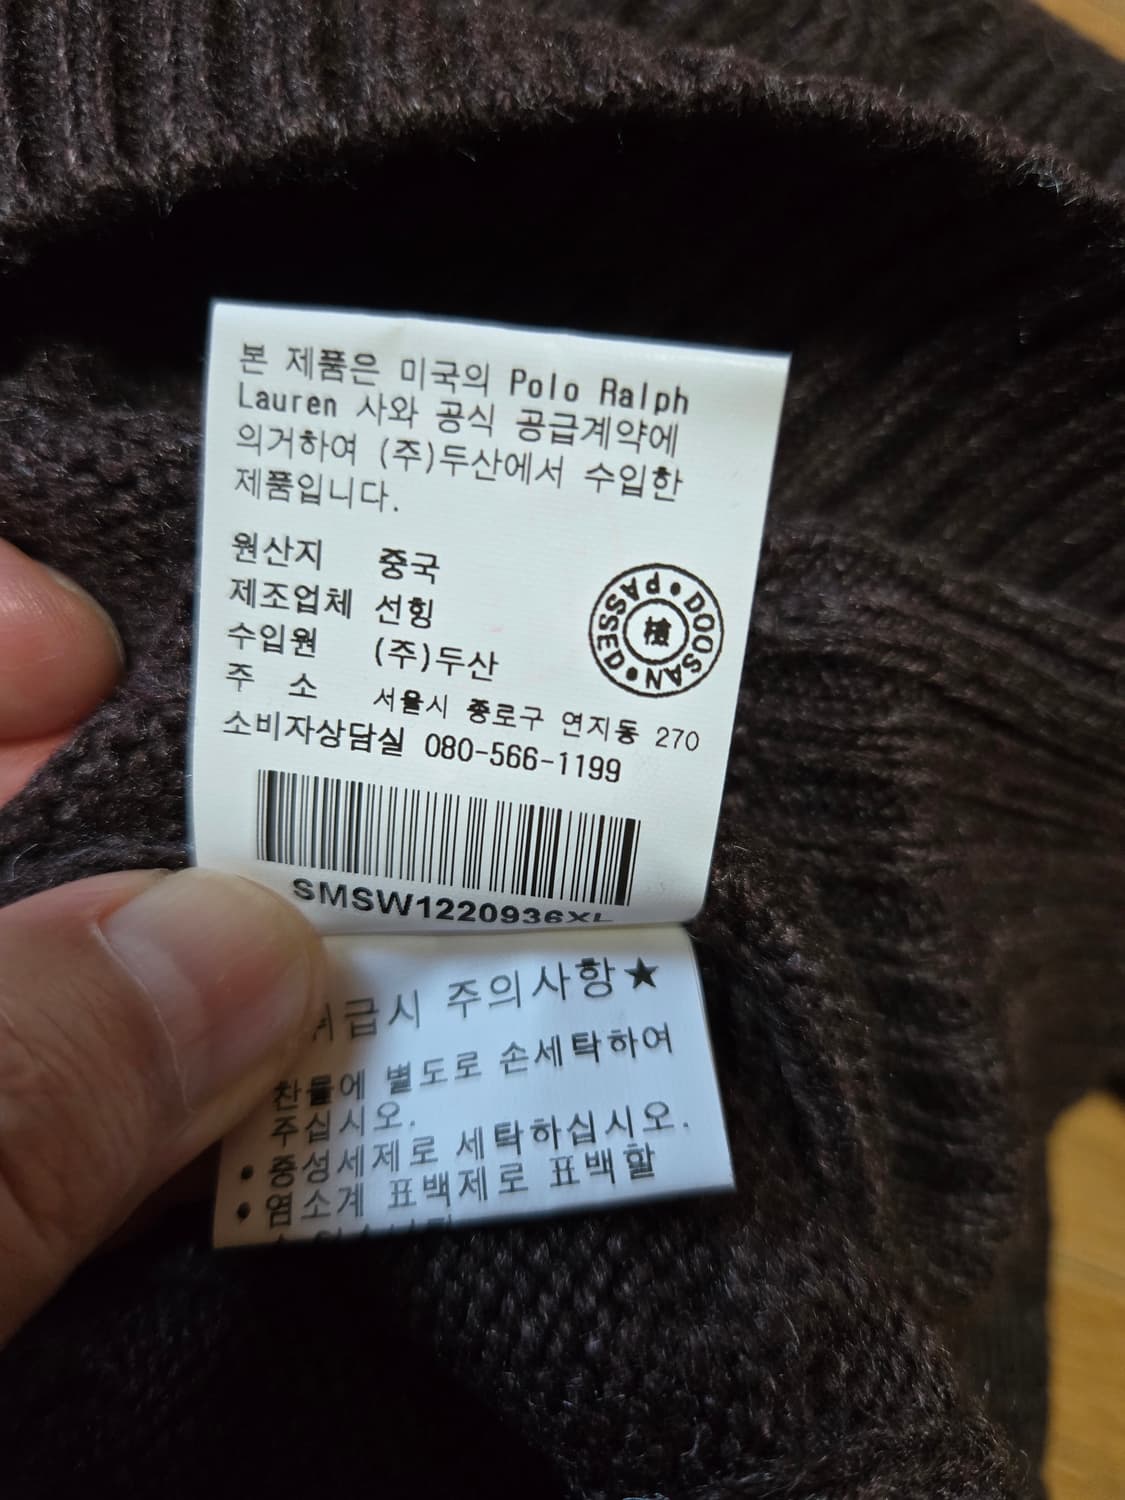 본 제품은 미국의 Polo Ralph
Lauren 사와 공식 공급계약에
의거하여 (주)두산에서 수입한
제품입니다.
원산지 중국
제조업체 선힝
수입원 (주)두산
주 소 서울시 종로구 연지동 270
소비자상담실 080-566-1199
DOOSAN • PASSED •
檢
SMSW1220936XL
급시 주의사항★
찬물에 별도로 손세탁하여
주십시오.
• 중성세제로 세탁하십시오.
• 염소계 표백제로 표백할